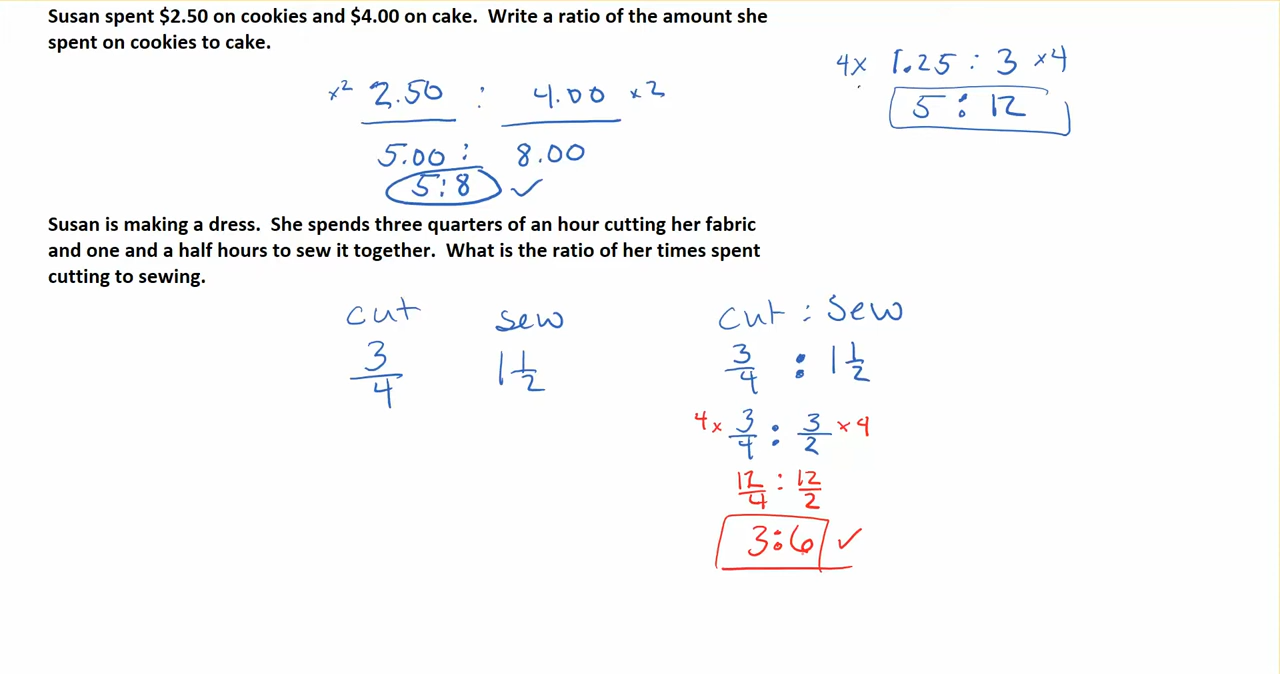 Susan spent $2.50 on cookies and $4.00 on cake.  Write a ratio of the amount she
spent on cookies to cake.
4x 1.25 : 3 x4
5 : 12
x2 2.50 : 4.00 x2
5.00 : 8.00
5:8 ✓
Susan is making a dress.  She spends three quarters of an hour cutting her fabric
and one and a half hours to sew it together.  What is the ratio of her times spent
cutting to sewing.
cut sew
3/4 1 1/2
cut : Sew
3/4 : 1 1/2
4x 3/4 : 3/2 x4
12/4 : 12/2
3:6 ✓